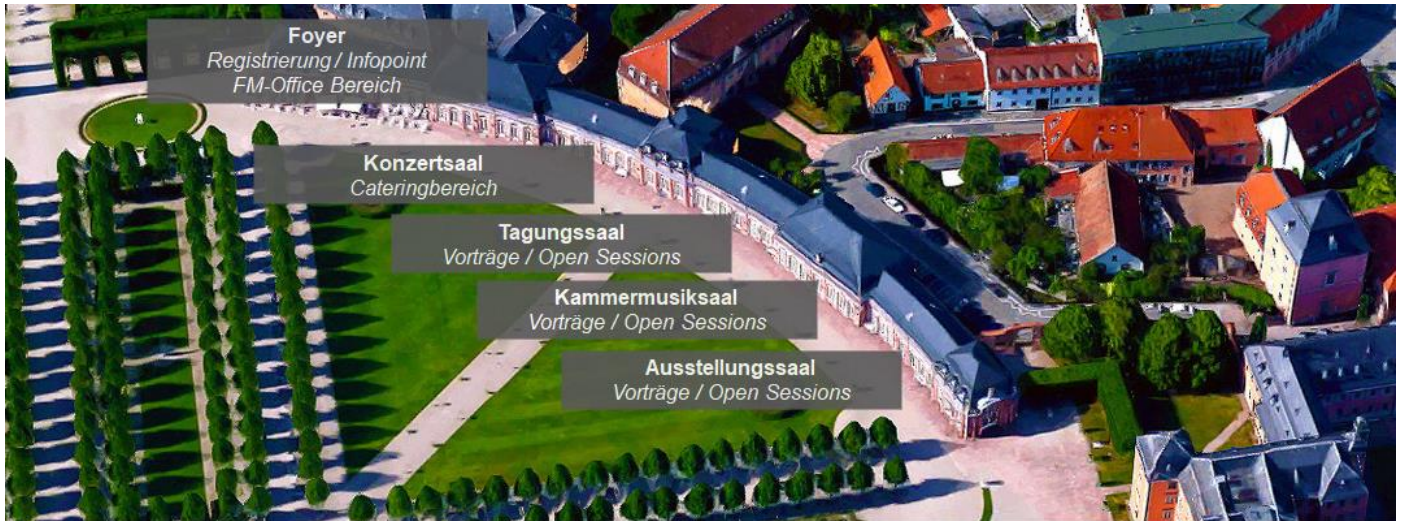 Foyer
Registrierung / Infopoint
FM-Office Bereich
Konzertsaal
Cateringbereich
Tagungssaal
Vorträge / Open Sessions
Kammermusiksaal
Vorträge / Open Sessions
Ausstellungssaal
Vorträge / Open Sessions